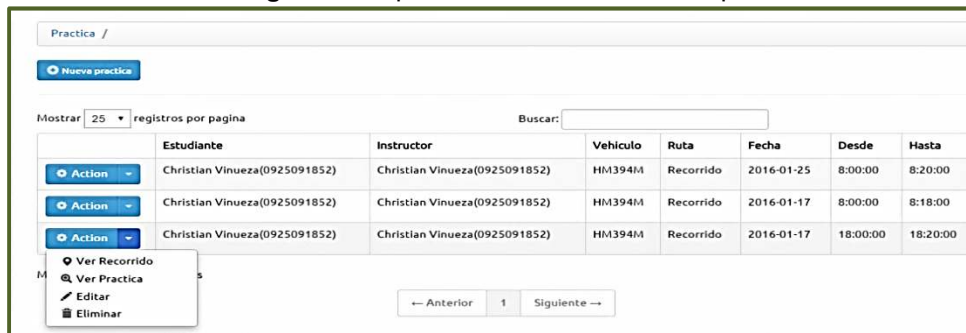 Practica /
Nueva practica
Mostrar 25 registros por pagina Buscar:
Estudiante Instructor Vehiculo Ruta Fecha Desde Hasta
Action Christian Vinueza(0925091852) Christian Vinueza(0925091852) HM394M Recorrido 2016-01-25 8:00:00 8:20:00
Action Christian Vinueza(0925091852) Christian Vinueza(0925091852) HM394M Recorrido 2016-01-17 8:00:00 8:18:00
Action Christian Vinueza(0925091852) Christian Vinueza(0925091852) HM394M Recorrido 2016-01-17 18:00:00 18:20:00
Ver Recorrido
Ver Practica
Editar
Eliminar
← Anterior 1 Siguiente →